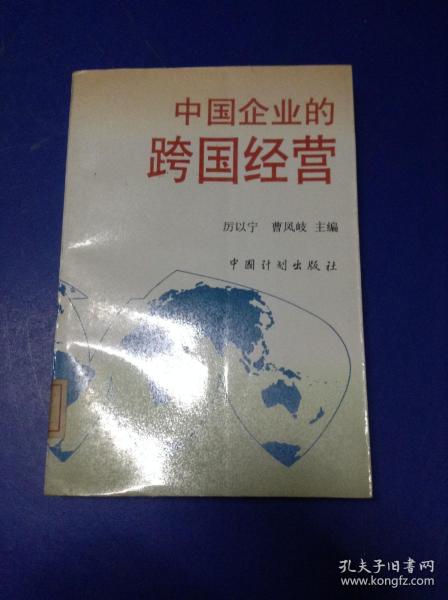 中国企业的
跨国经营
厉以宁 曹凤岐 主编
中国计划出版社
孔夫子旧书网
www.kongfz.com